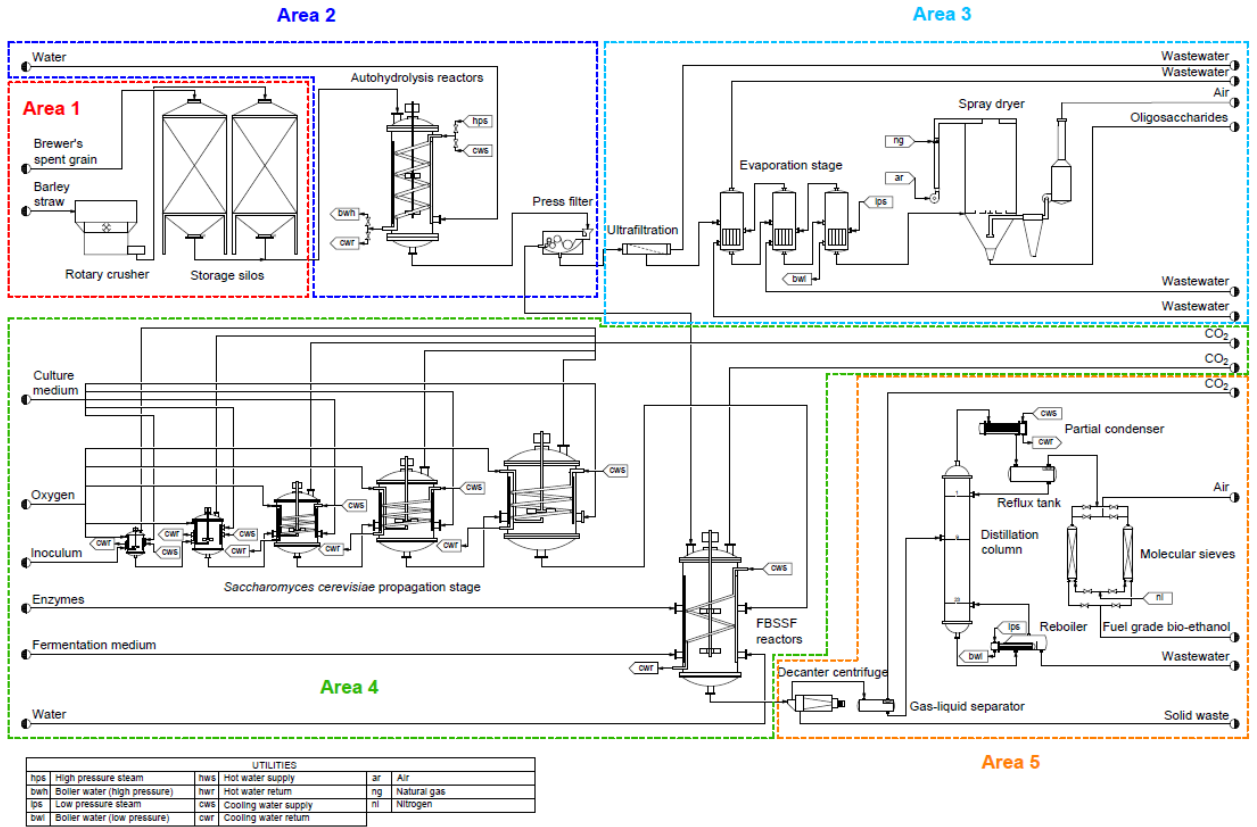 Area 2
Area 3
Water
Wastewater
Wastewater
Autohydrolysis reactors
Air
Area 1
Spray dryer
Oligosaccharides
hps
cws
ng
Brewer's
spent grain
Evaporation stage
Barley
straw
ar
bwh
Press filter
lps
cwr
Ultrafiltration
Rotary crusher
Storage silos
bwl
Wastewater
Wastewater
CO2
CO2
CO2
Culture
medium
cws
cwr
Partial condenser
cws
cws
Oxygen
cws
Reflux tank
Air
1
cwr
cws
Distillation
column
9
Molecular sieves
Inoculum
cwr
cws
cwr
cwr
cwr
Saccharomyces cerevisiae propagation stage
cws
nl
Enzymes
FBSSF
reactors
lps
Reboiler
Fuel grade bio-ethanol
Fermentation medium
cwr
bwl
Wastewater
Area 4
Decanter centrifuge
Gas-liquid separator
Water
Solid waste
Area 5
UTILITIES
hps High pressure steam hws Hot water supply ar Air
bwh Boiler water (high pressure) hwr Hot water return ng Natural gas
lps Low pressure steam cws Cooling water supply nl Nitrogen
bwl Boiler water (low pressure) cwr Cooling water return